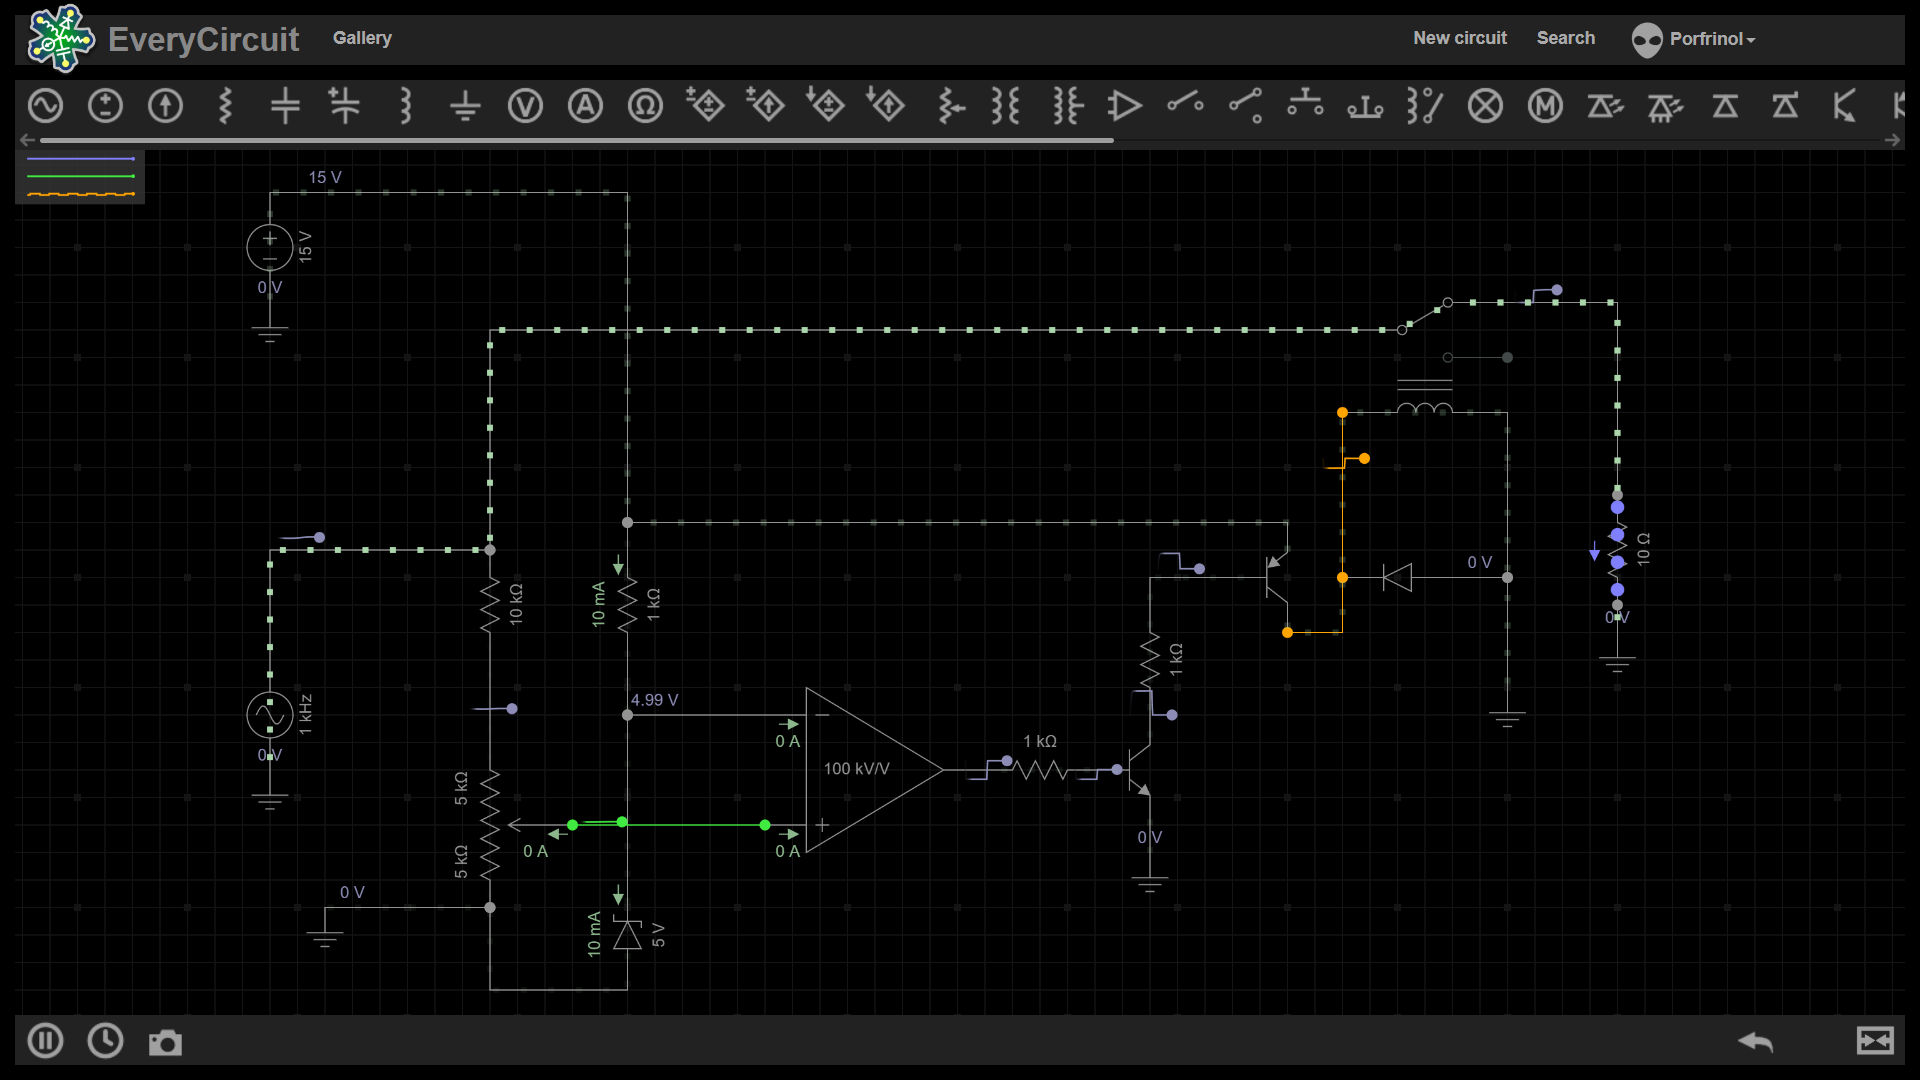 EveryCircuit
Gallery
New circuit
Search
Porfrinol
15 V
15 V
0 V
10 kΩ
10 mA
1 kΩ
0 V
10 Ω
0 V
1 kΩ
4.99 V
1 kHz
0 V
0 A
1 kΩ
100 kV/V
5 kΩ
5 kΩ
0 A
0 A
0 V
0 V
10 mA
5 V